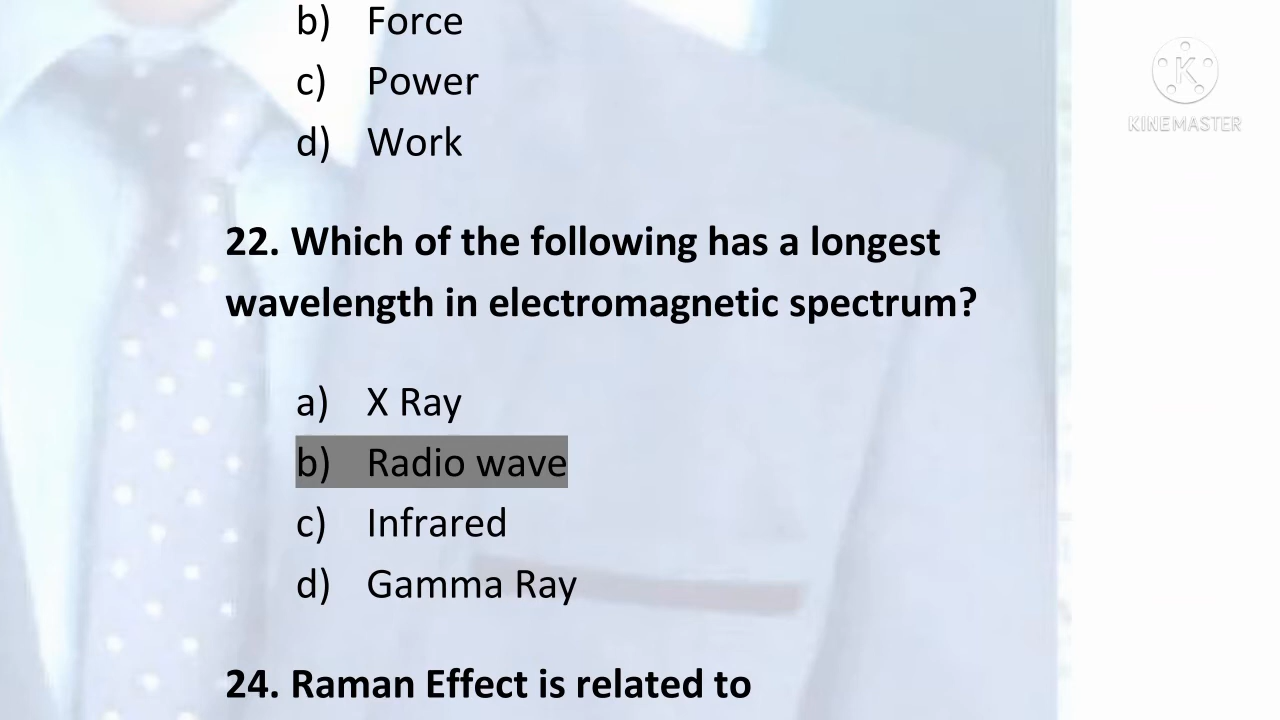 b) Force
c) Power
KINEMASTER
d) Work
22. Which of the following has a longest
wavelength in electromagnetic spectrum?
a) X Ray
b) Radio wave
c) Infrared
d) Gamma Ray
24. Raman Effect is related to